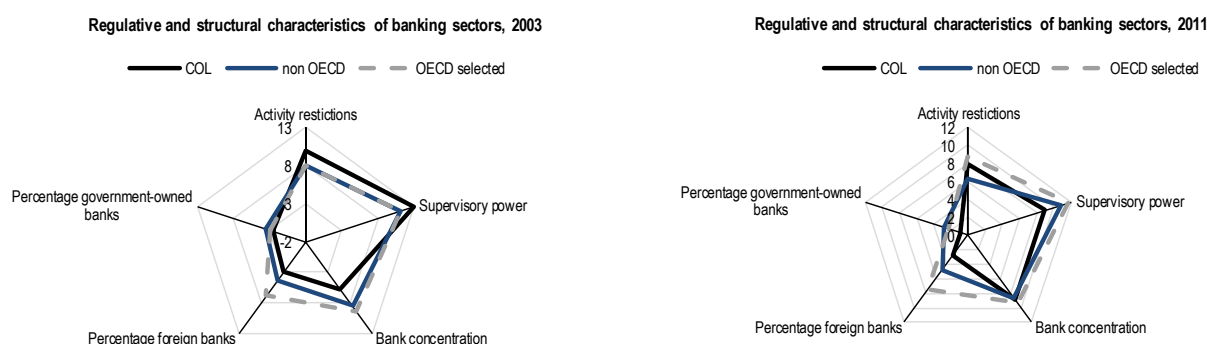 Regulative and structural characteristics of banking sectors, 2003
COL non OECD OECD selected
Activity restictions
13
8
3
-2
Percentage government-owned
banks
Supervisory power
Percentage foreign banks
Bank concentration
Regulative and structural characteristics of banking sectors, 2011
COL non OECD OECD selected
Activity restictions
12
10
8
6
4
2
0
Percentage government-owned
banks
Supervisory power
Percentage foreign banks
Bank concentration